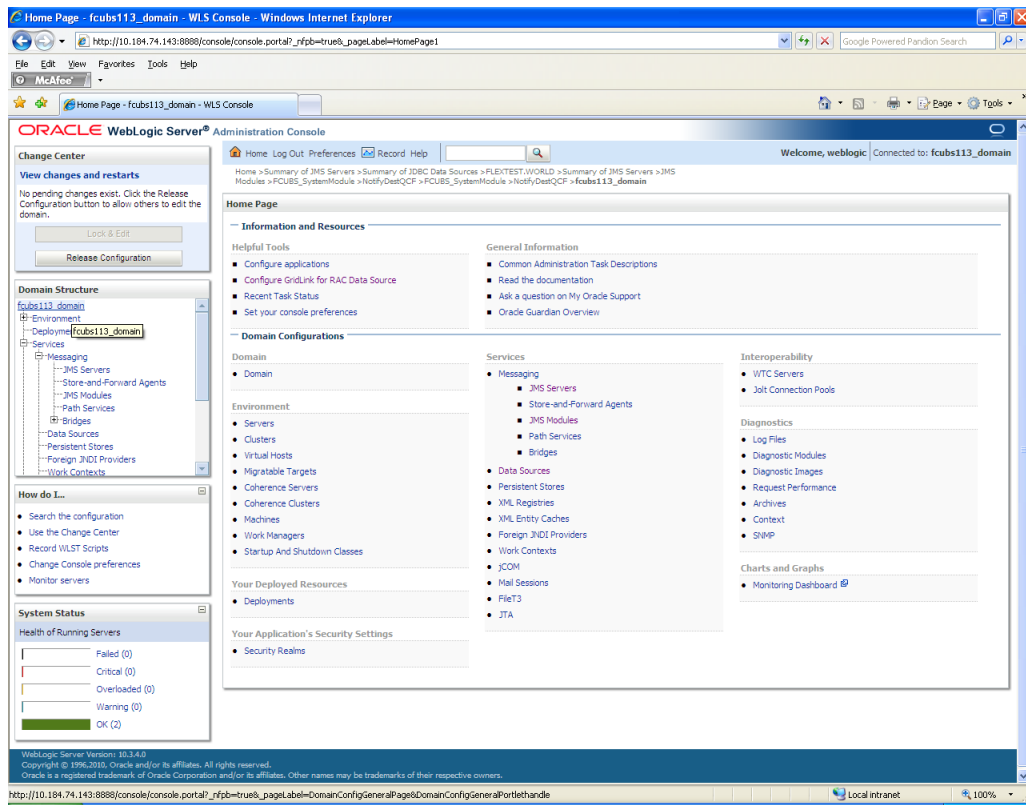 Home Page - fcubs113_domain - WLS Console - Windows Internet Explorer
http://10.184.74.143:8888/console/console.portal?_nfpb=true&_pageLabel=HomePage1
Google Powered Pandion Search
File Edit View Favorites Tools Help
McAfee
Home Page - fcubs113_domain - WLS Console
Page Tools
ORACLE WebLogic Server® Administration Console
Change Center
View changes and restarts
No pending changes exist. Click the Release
Configuration button to allow others to edit the
domain.
Lock & Edit
Release Configuration
Domain Structure
fcubs113_domain
Environment
Deployme
fcubs113_domain
Services
Messaging
JMS Servers
Store-and-Forward Agents
JMS Modules
Path Services
Bridges
Data Sources
Persistent Stores
Foreign JNDI Providers
Work Contexts
How do I...
Search the configuration
Use the Change Center
Record WLST Scripts
Change Console preferences
Monitor servers
System Status
Health of Running Servers
Failed (0)
Critical (0)
Overloaded (0)
Warning (0)
OK (2)
Home Log Out Preferences Record Help
Welcome, weblogic Connected to: fcubs113_domain
Home >Summary of JMS Servers >Summary of JDBC Data Sources >FLEXTEST.WORLD >Summary of JMS Servers >JMS
Modules >FCUBS_SystemModule >NotifyDestQCF >FCUBS_SystemModule >NotifyDestQCF >fcubs113_domain
Home Page
Information and Resources
Helpful Tools
Configure applications
Configure GridLink for RAC Data Source
Recent Task Status
Set your console preferences
General Information
Common Administration Task Descriptions
Read the documentation
Ask a question on My Oracle Support
Oracle Guardian Overview
Domain Configurations
Domain
Domain
Environment
Servers
Clusters
Virtual Hosts
Migratable Targets
Coherence Servers
Coherence Clusters
Machines
Work Managers
Startup And Shutdown Classes
Your Deployed Resources
Deployments
Your Application's Security Settings
Security Realms
Services
Messaging
JMS Servers
Store-and-Forward Agents
JMS Modules
Path Services
Bridges
Data Sources
Persistent Stores
XML Registries
XML Entity Caches
Foreign JNDI Providers
Work Contexts
jCOM
Mail Sessions
FileT3
JTA
Interoperability
WTC Servers
Jolt Connection Pools
Diagnostics
Log Files
Diagnostic Modules
Diagnostic Images
Request Performance
Archives
Context
SNMP
Charts and Graphs
Monitoring Dashboard
WebLogic Server Version: 10.3.4.0
Copyright © 1996,2010, Oracle and/or its affiliates. All rights reserved.
Oracle is a registered trademark of Oracle Corporation and/or its affiliates. Other names may be trademarks of their respective owners.
http://10.184.74.143:8888/console/console.portal?_nfpb=true&_pageLabel=DomainConfigGeneralPage&DomainConfigGeneralPortlethandle
Local intranet
100%